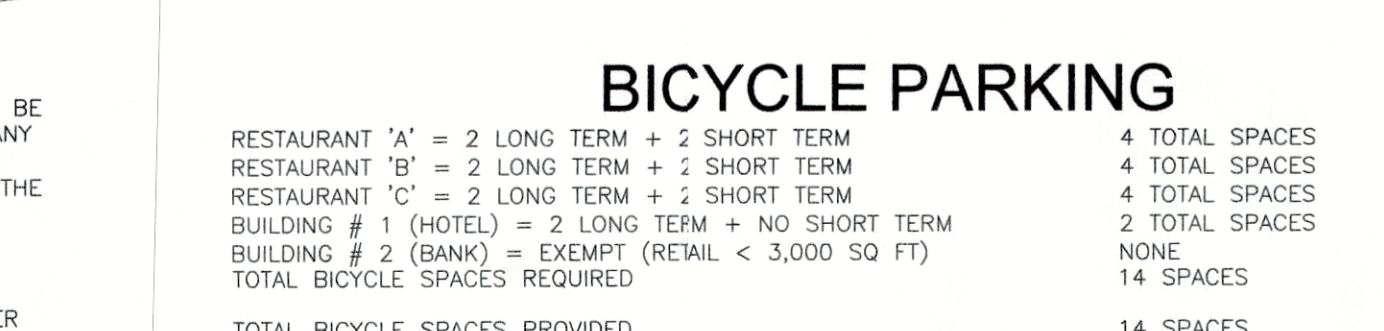 BE
ANY
THE
ER
BICYCLE PARKING
RESTAURANT 'A' = 2 LONG TERM + 2 SHORT TERM 4 TOTAL SPACES
RESTAURANT 'B' = 2 LONG TERM + 2 SHORT TERM 4 TOTAL SPACES
RESTAURANT 'C' = 2 LONG TERM + 2 SHORT TERM 4 TOTAL SPACES
BUILDING # 1 (HOTEL) = 2 LONG TERM + NO SHORT TERM 2 TOTAL SPACES
BUILDING # 2 (BANK) = EXEMPT (RETAIL < 3,000 SQ FT) NONE
TOTAL BICYCLE SPACES REQUIRED 14 SPACES
TOTAL BICYCLE SPACES PROVIDED 14 SPACES